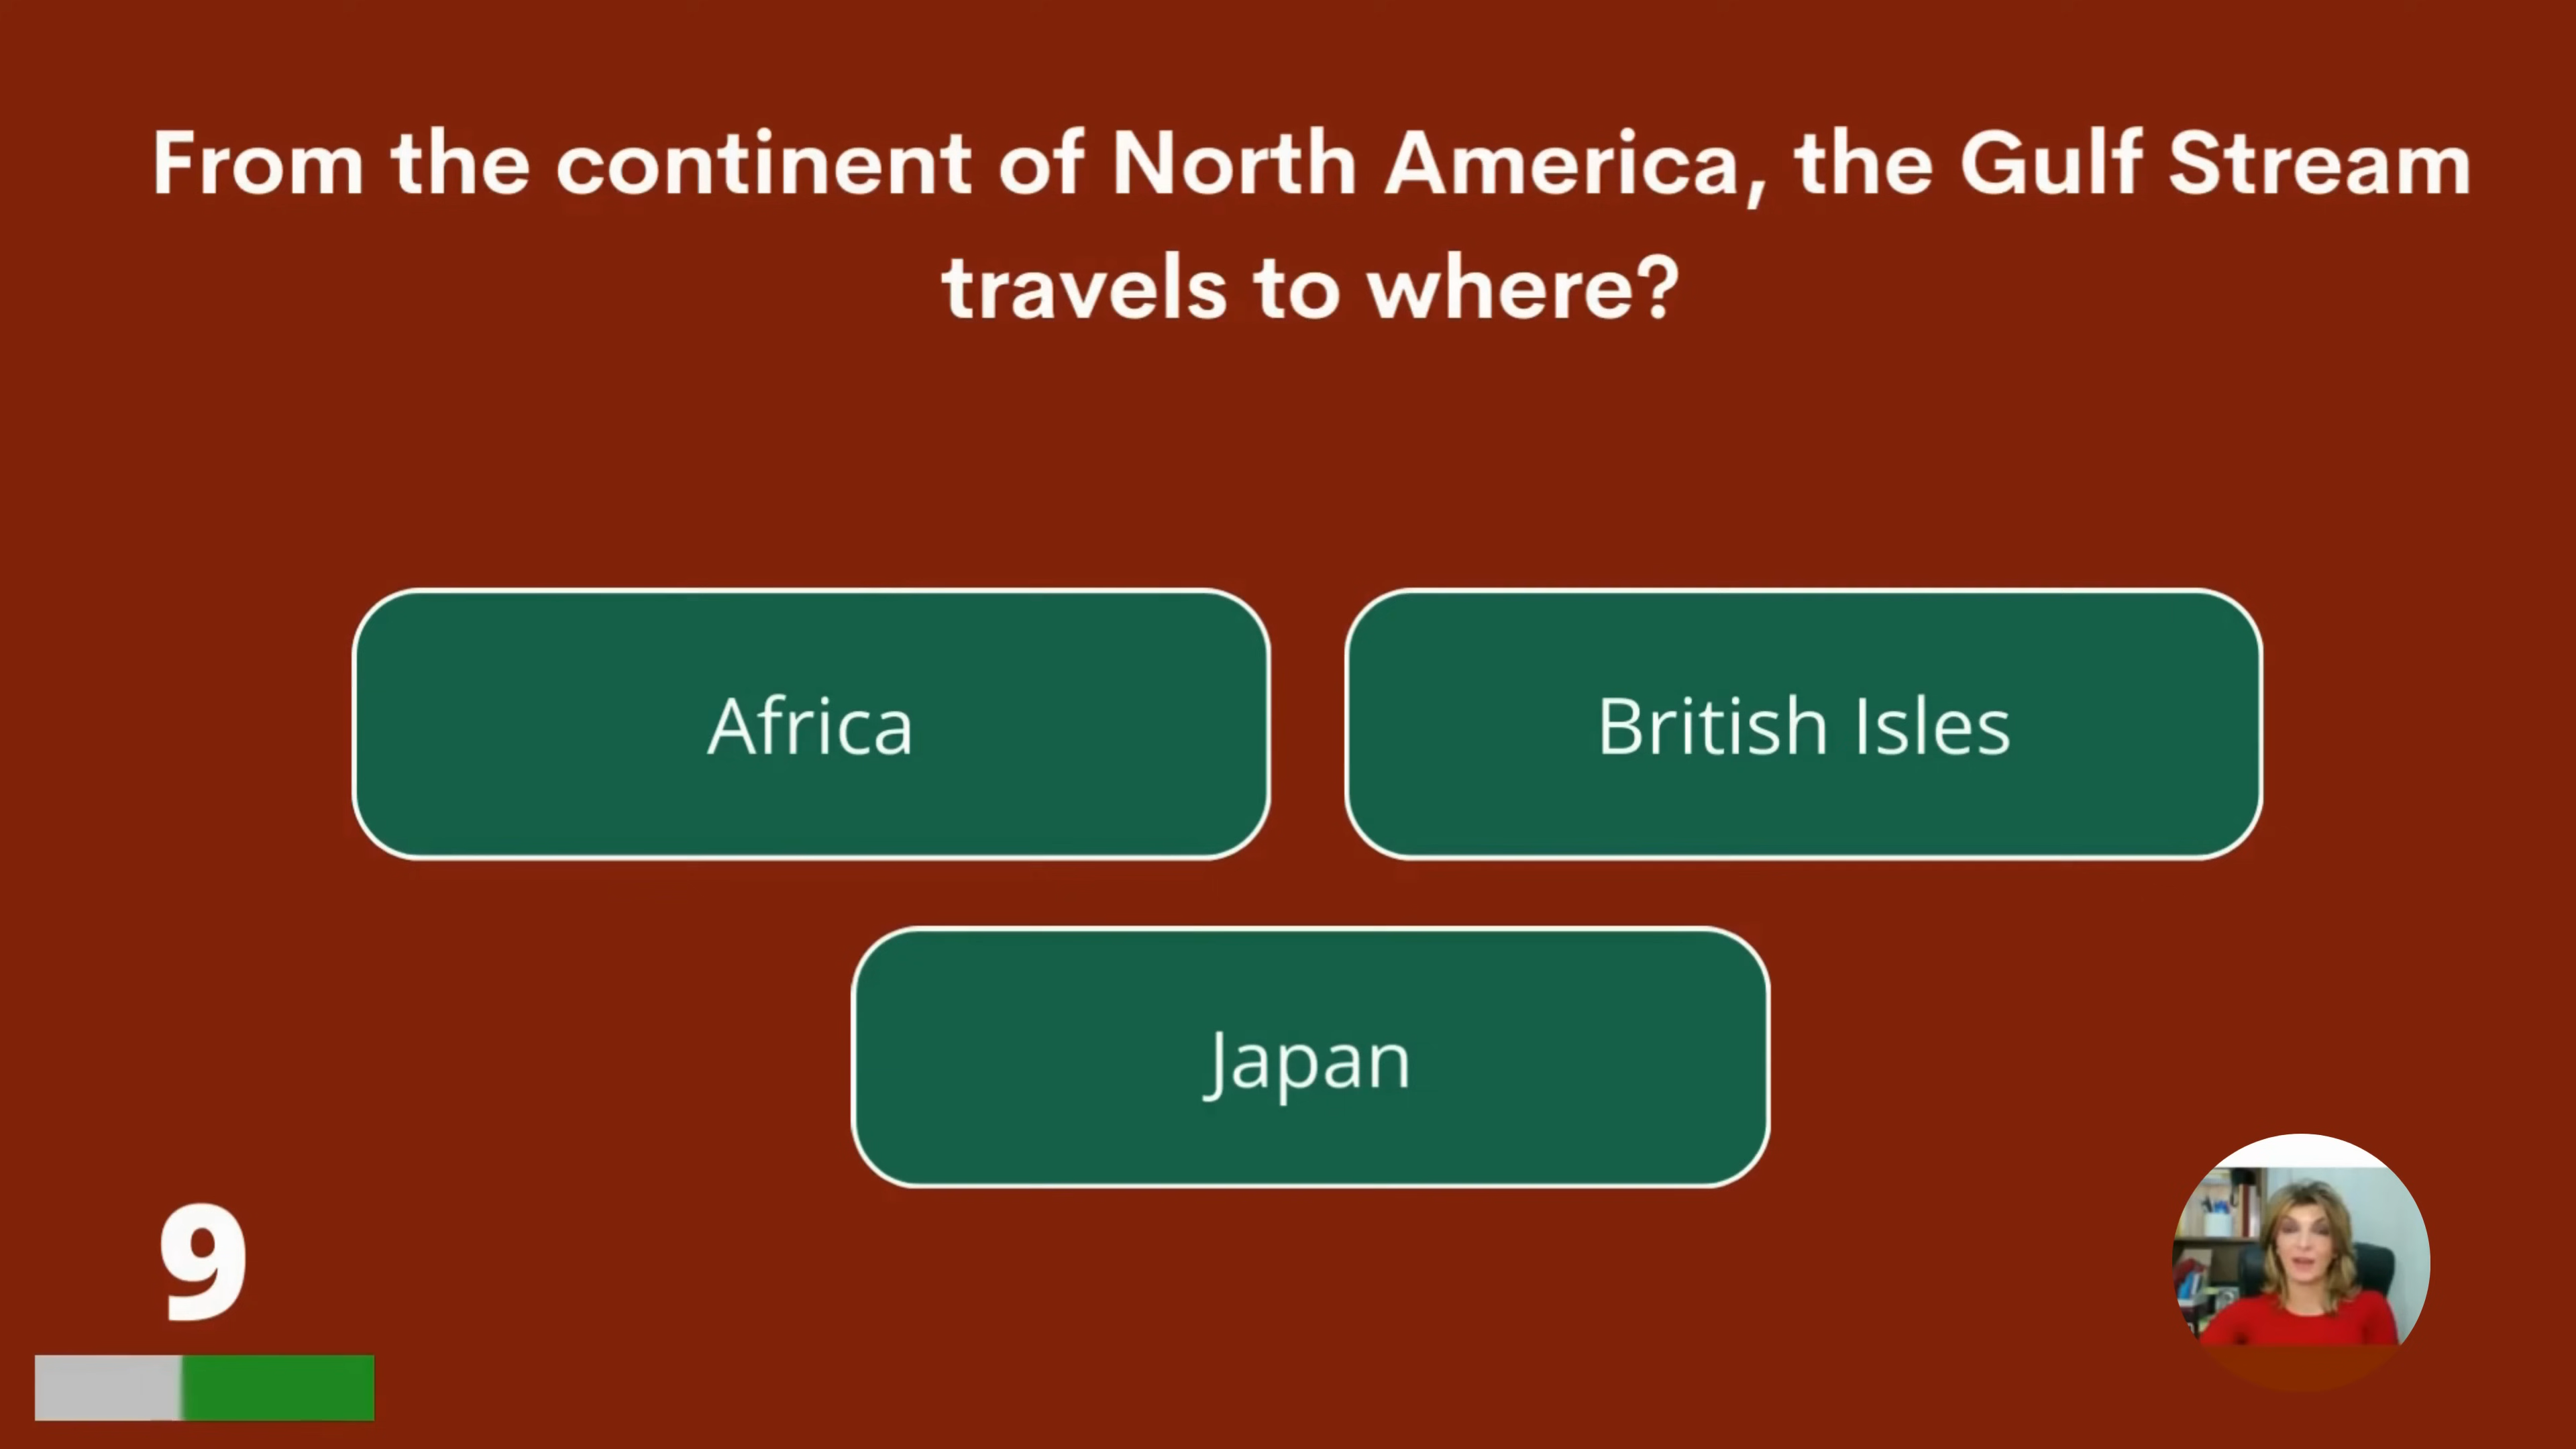 From the continent of North America, the Gulf Stream
travels to where?
Africa
British Isles
Japan
9